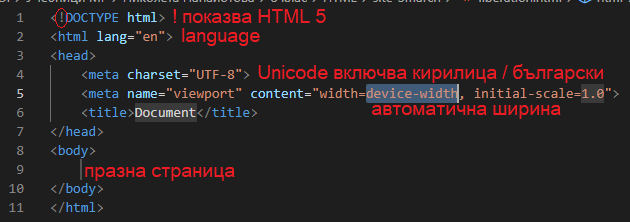 1 <!DOCTYPE html> ! показва HTML 5
2 <html lang="en"> language
3 <head>
4 <meta charset="UTF-8"> Unicode включва кирилица / български
5 <meta name="viewport" content="width=device-width, initial-scale=1.0">
автоматична ширина
6 <title>Document</title>
7 </head>
8 <body>
9 празна страница
10 </body>
11 </html>